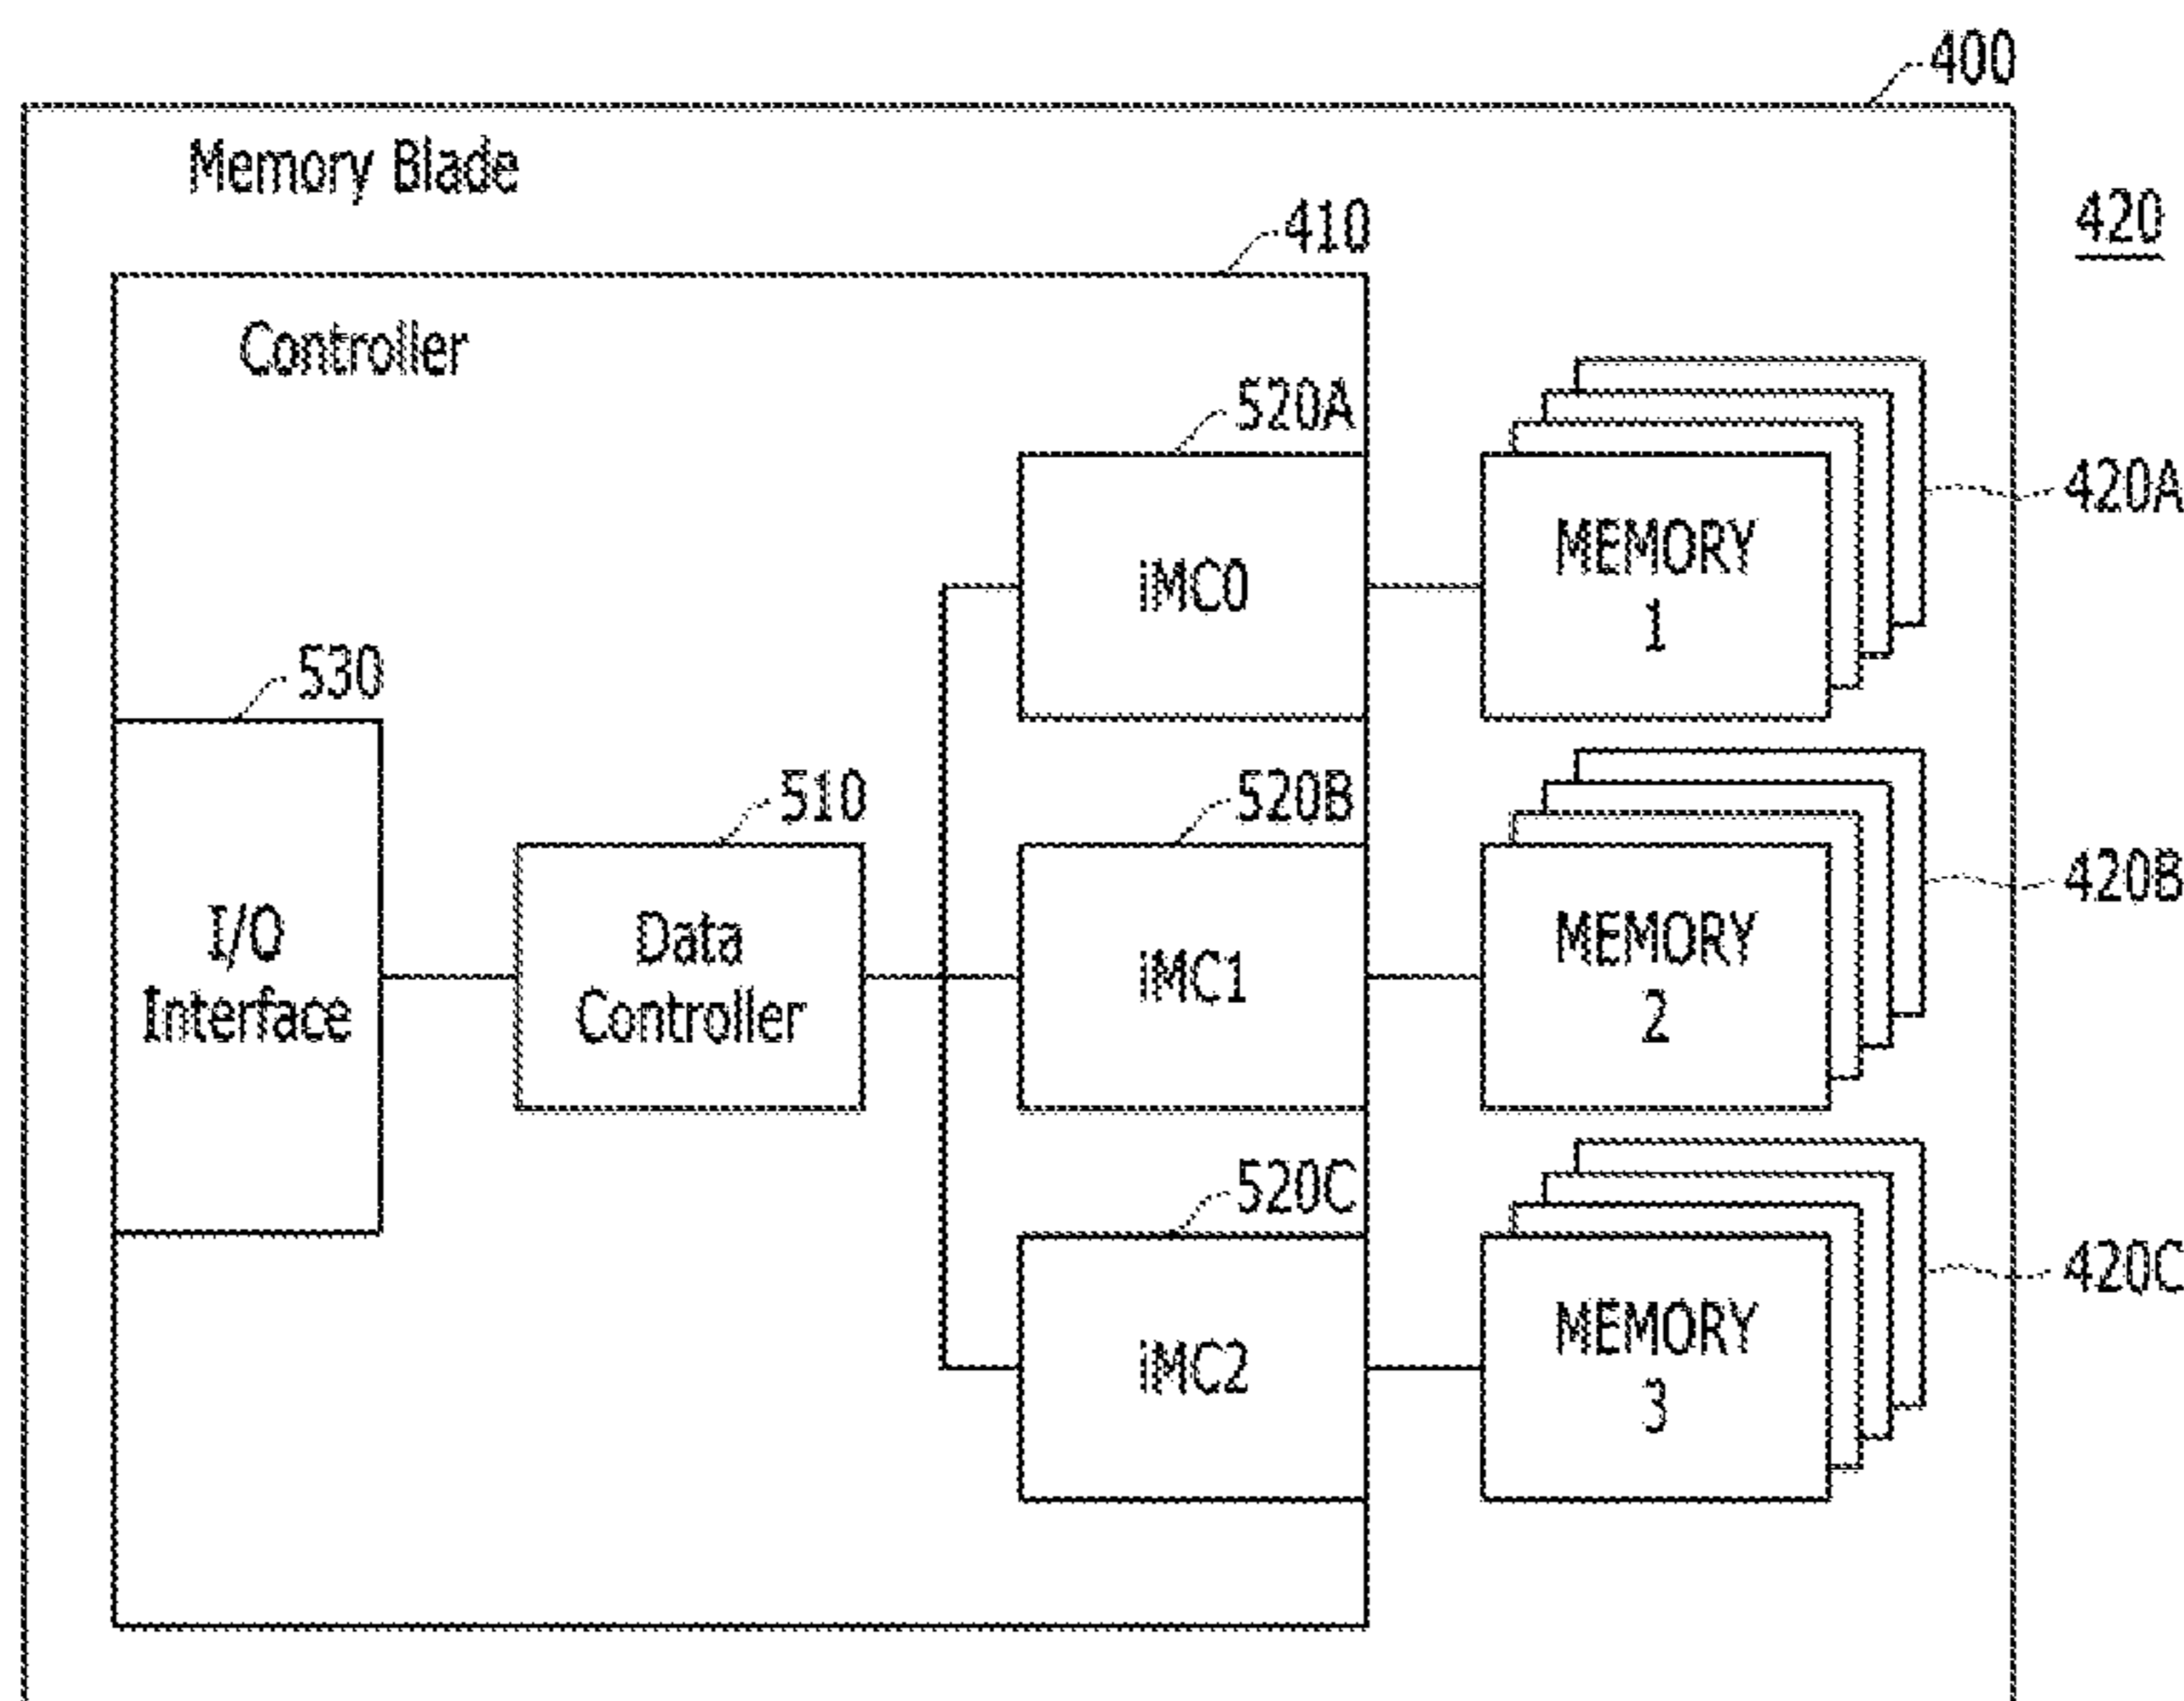 400
Memory Blade
420
410
Controller
520A
420A
iMC0
MEMORY
1
530
510
520B
420B
I/O
Interface
Data
Controller
iMC1
MEMORY
2
520C
420C
iMC2
MEMORY
3